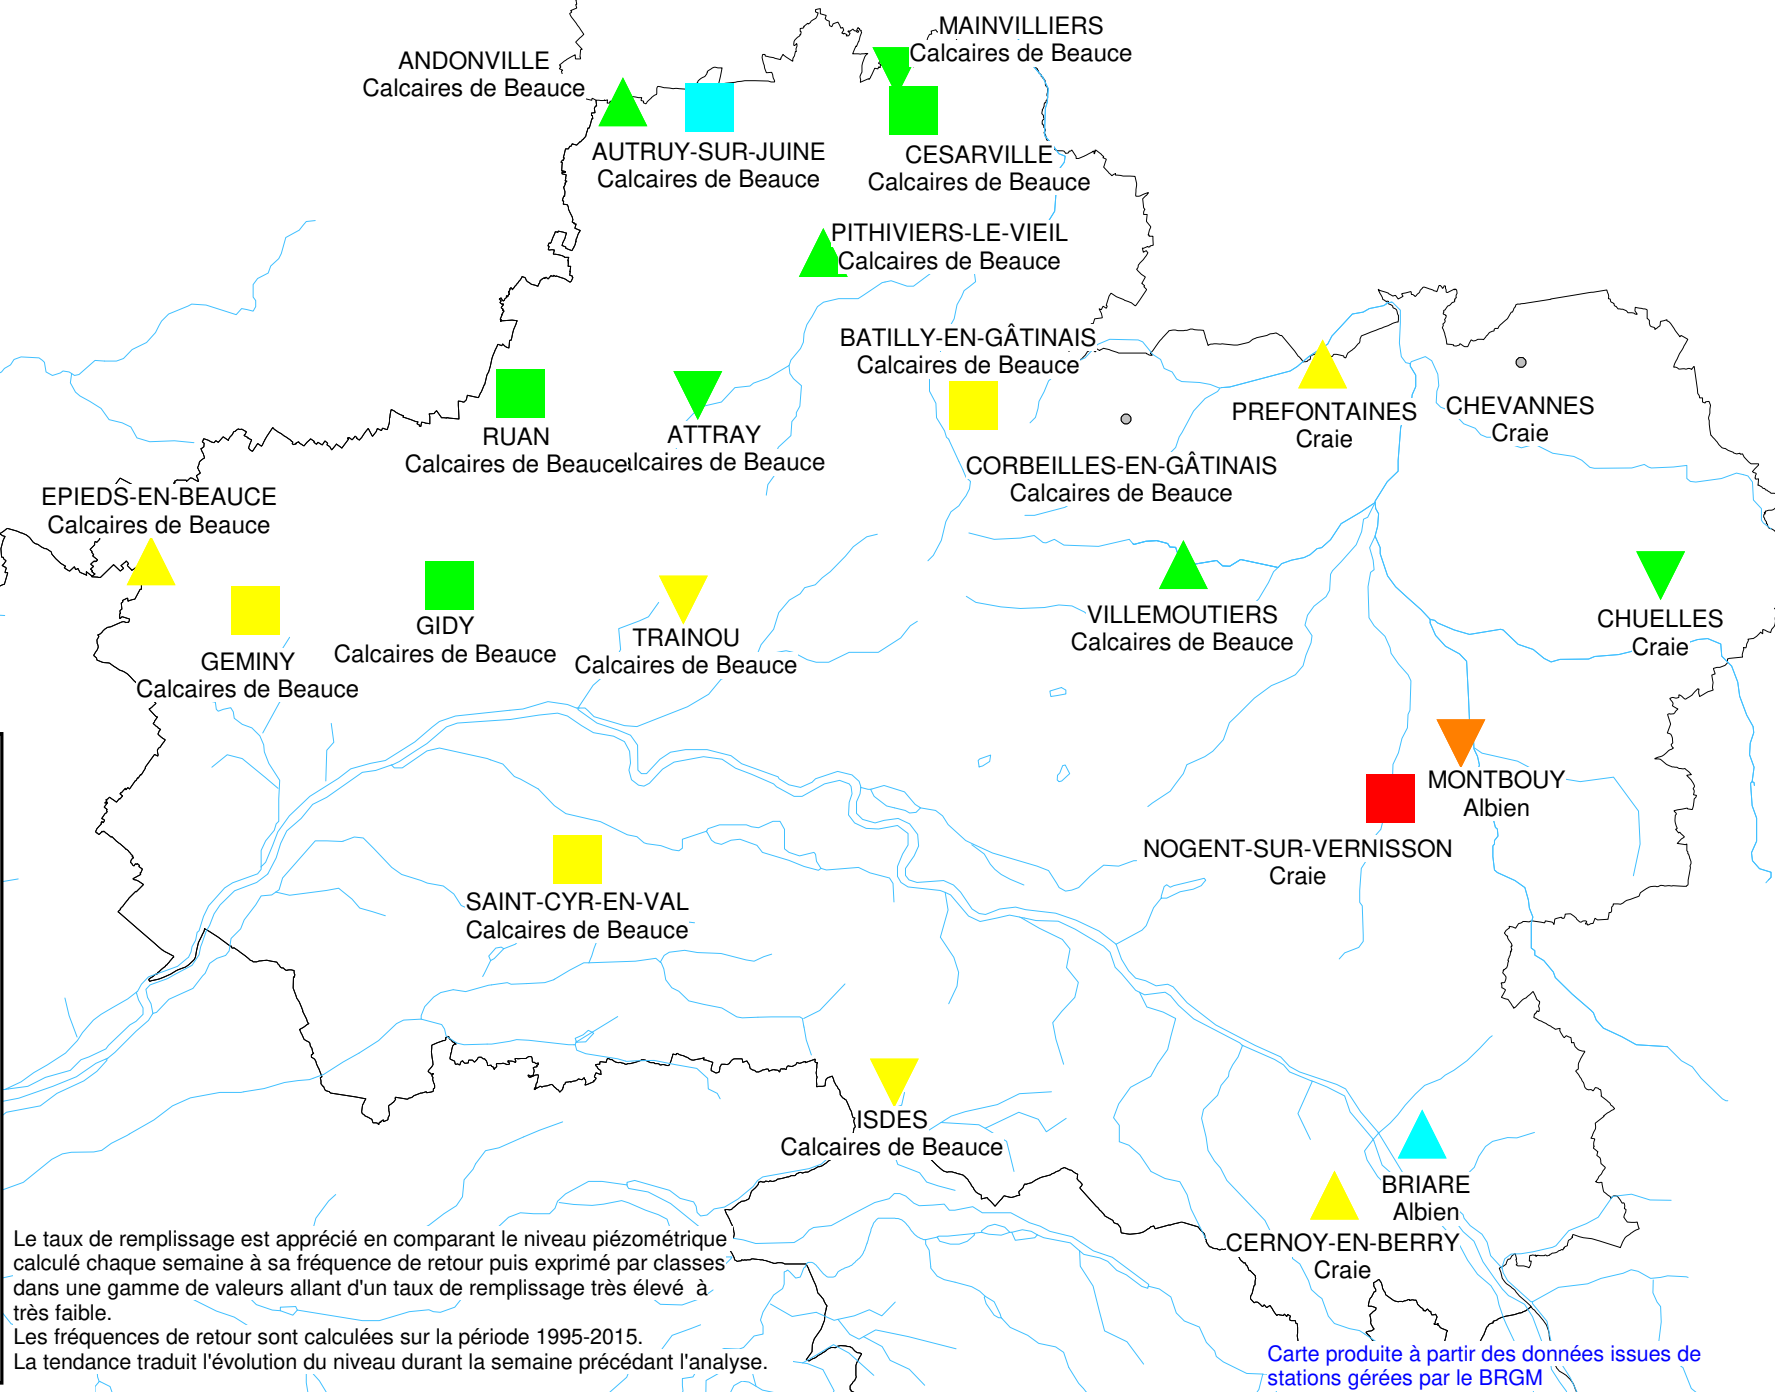 MAINVILLIERS
Calcaires de Beauce
ANDONVILLE
Calcaires de Beauce
AUTRUY-SUR-JUINE
Calcaires de Beauce
CESARVILLE
Calcaires de Beauce
PITHIVIERS-LE-VIEIL
Calcaires de Beauce
BATILLY-EN-GÂTINAIS
Calcaires de Beauce
PREFONTAINES
Craie
CHEVANNES
Craie
RUAN
Calcaires de Beauce
ATTRAY
lcaires de Beauce
CORBEILLES-EN-GÂTINAIS
Calcaires de Beauce
EPIEDS-EN-BEAUCE
Calcaires de Beauce
GEMINY
Calcaires de Beauce
GIDY
Calcaires de Beauce
TRAINOU
Calcaires de Beauce
VILLEMOUTIERS
Calcaires de Beauce
CHUELLES
Craie
MONTBOUY
Albien
NOGENT-SUR-VERNISSON
Craie
SAINT-CYR-EN-VAL
Calcaires de Beauce
ISDES
Calcaires de Beauce
BRIARE
Albien
CERNOY-EN-BERRY
Craie
Le taux de remplissage est apprécié en comparant le niveau piézométrique
calculé chaque semaine à sa fréquence de retour puis exprimé par classes
dans une gamme de valeurs allant d'un taux de remplissage très élevé à
très faible.
Les fréquences de retour sont calculées sur la période 1995-2015.
La tendance traduit l'évolution du niveau durant la semaine précédant l'analyse.
Carte produite à partir des données issues de
stations gérées par le BRGM